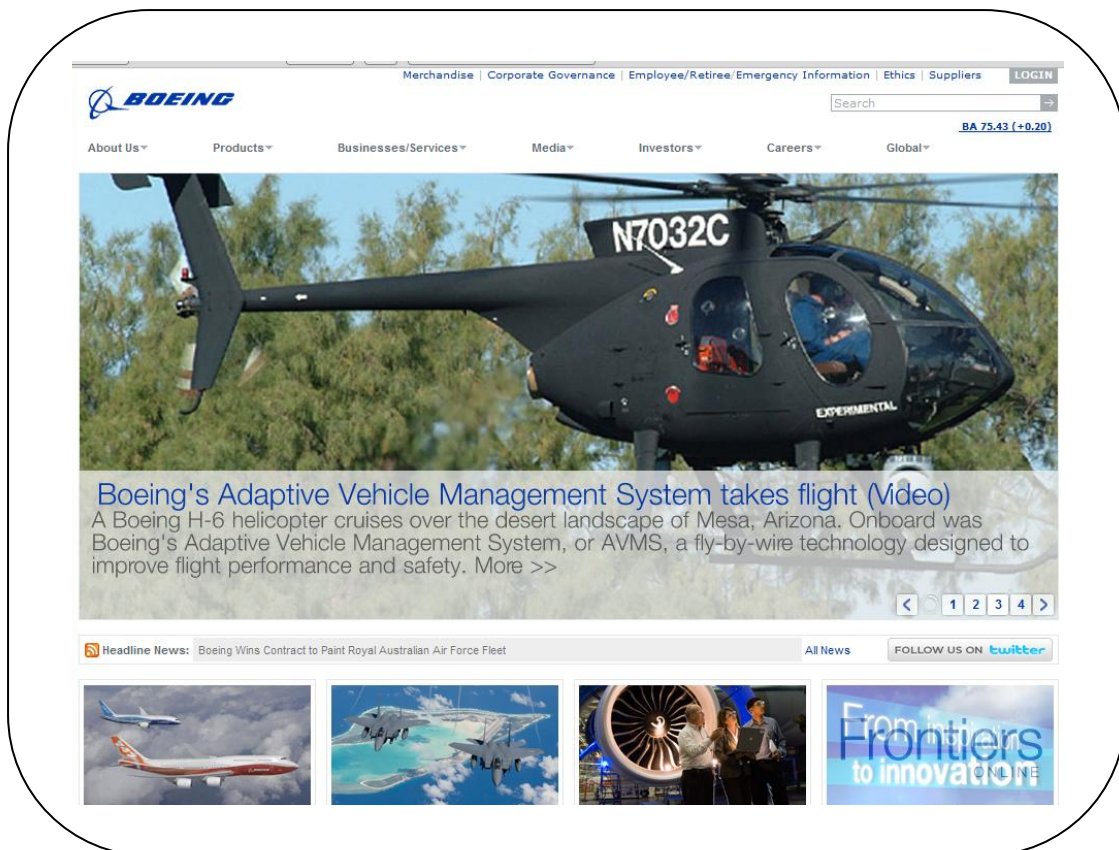 Merchandise | Corporate Governance | Employee/Retiree/Emergency Information | Ethics | Suppliers LOGIN
BOEING
Search
BA 75.43 (+0.20)
About Us Products Businesses/Services Media Investors Careers Global
N7032C
EXPERIMENTAL
Boeing's Adaptive Vehicle Management System takes flight (Video)
A Boeing H-6 helicopter cruises over the desert landscape of Mesa, Arizona. Onboard was
Boeing's Adaptive Vehicle Management System, or AVMS, a fly-by-wire technology designed to
improve flight performance and safety. More >>
1 2 3 4
Headline News: Boeing Wins Contract to Paint Royal Australian Air Force Fleet All News FOLLOW US ON twitter
From inspiration
Frontiers
to innovation
ONLINE